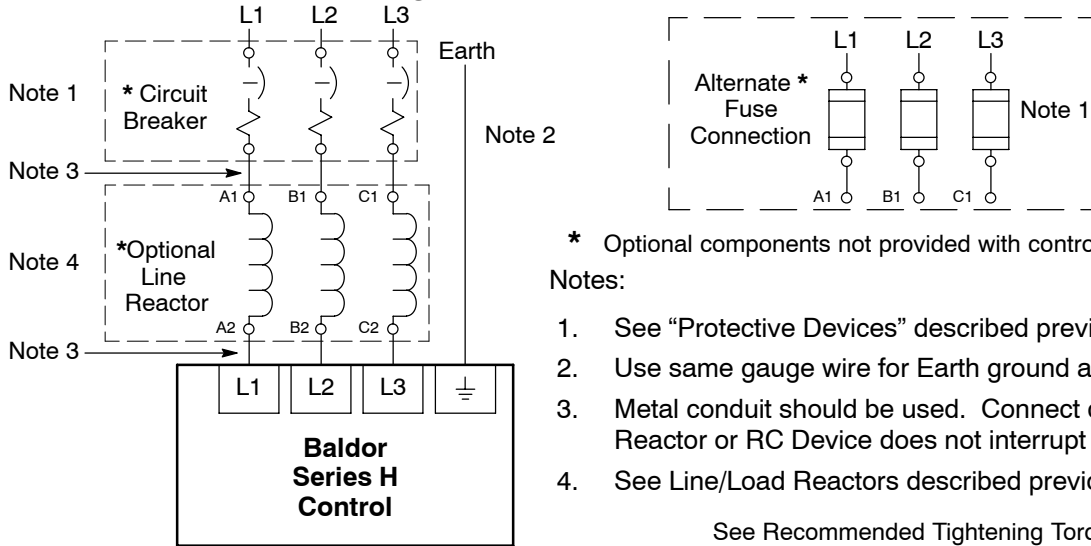 L1 L2 L3
Earth
Note 1
* Circuit
Breaker
Note 2
Note 3
A1 B1 C1
Note 4
*Optional
Line
Reactor
A2 B2 C2
Note 3
L1 L2 L3
Baldor
Series H
Control
L1 L2 L3
Alternate *
Fuse
Connection
Note 1
A1 B1 C1
* Optional components not provided with
Notes:
1. See “Protective Devices” described
2. Use same gauge wire for Earth ground
3. Metal conduit should be used. Connect
Reactor or RC Device does not interrupt
4. See Line/Load Reactors described
See Recommended Tightening